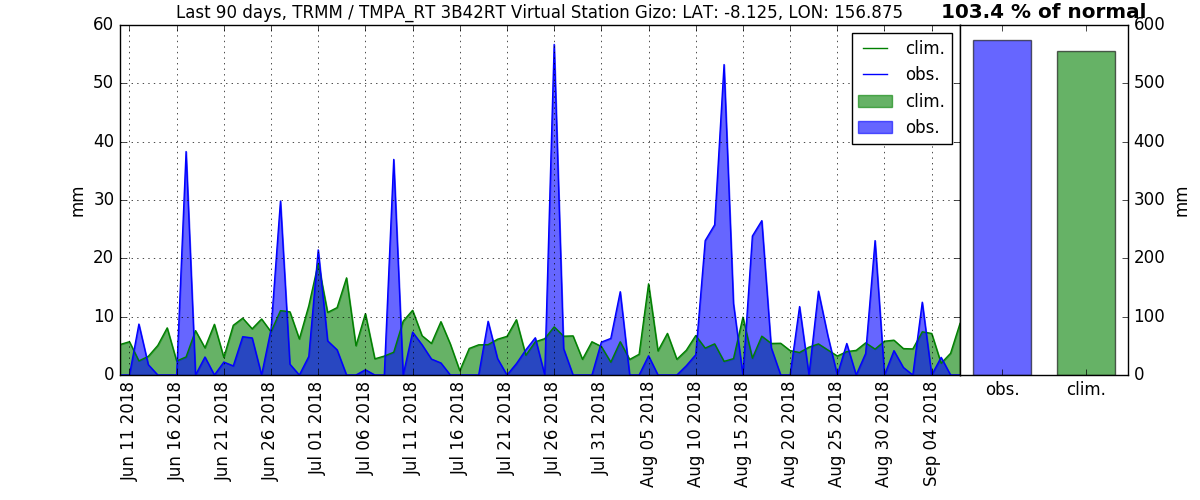 Last 90 days, TRMM / TMPA_RT 3B42RT Virtual Station Gizo: LAT: -8.125, LON: 156.875
103.4 % of normal
60
50
40
30
20
10
0
mm
clim.
obs.
clim.
obs.
600
500
400
300
200
100
0
mm
obs.
clim.
Jun 11 2018
Jun 16 2018
Jun 21 2018
Jun 26 2018
Jul 01 2018
Jul 06 2018
Jul 11 2018
Jul 16 2018
Jul 21 2018
Jul 26 2018
Jul 31 2018
Aug 05 2018
Aug 10 2018
Aug 15 2018
Aug 20 2018
Aug 25 2018
Aug 30 2018
Sep 04 2018